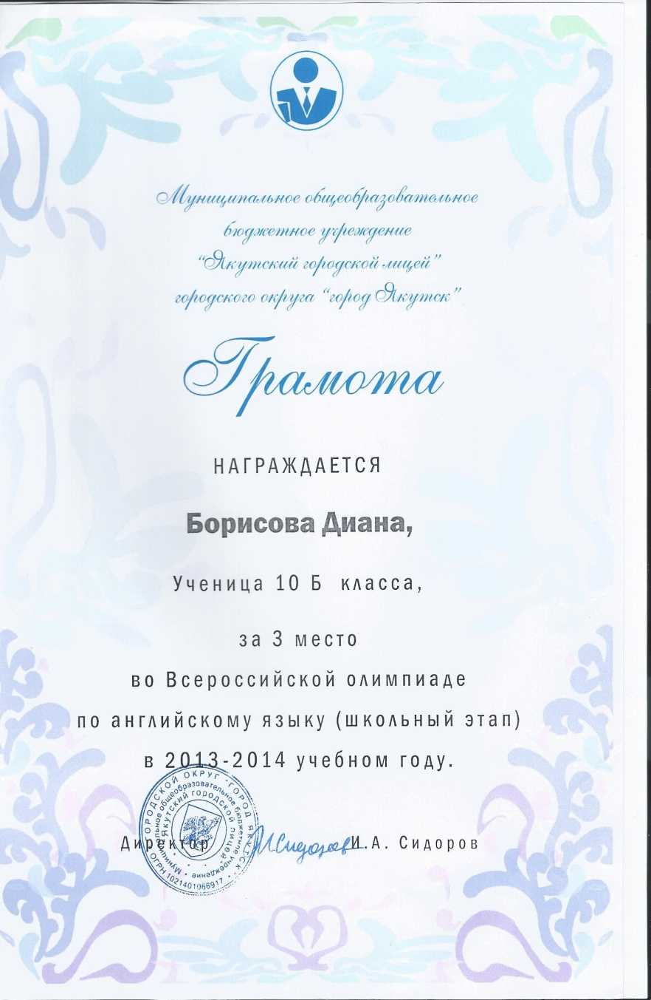 Муниципальное общеобразовательное
бюджетное учреждение
“Якутский городской лицей”
городского округа “город Якутск”
Грамота
НАГРАЖДАЕТСЯ
Борисова Диана,
Ученица 10 Б класса,
за 3 место
во Всероссийской олимпиаде
по английскому языку (школьный этап)
в 2013-2014 учебном году.
Директор И.А. Сидоров
ГОРОДСКОЙ ОКРУГ "ГОРОД ЯКУТСК" • ОГРН 1021401066917 •
Муниципальное общеобразовательное бюджетное учреждение •
"Якутский городской лицей"
ИСидоров